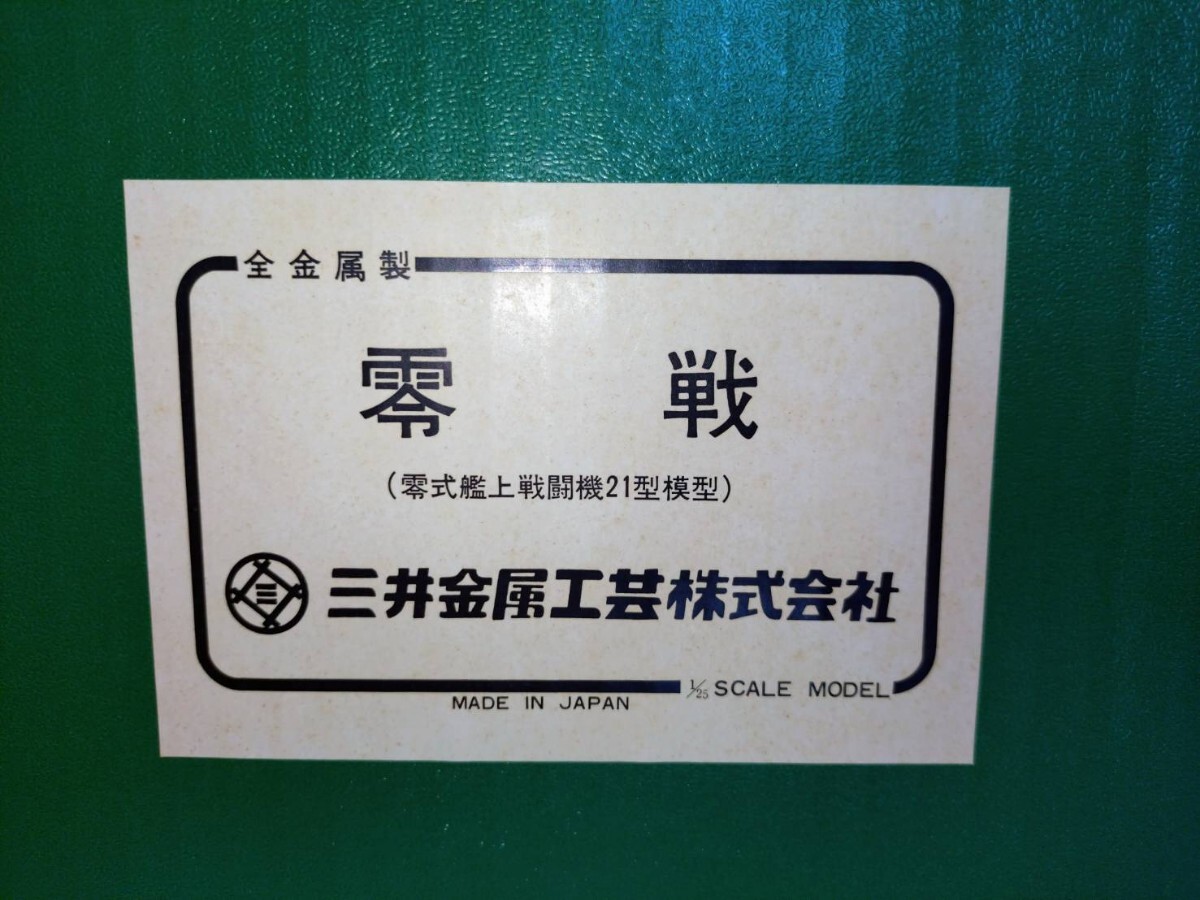 全金属製
零戦
(零式艦上戦闘機21型模型)
三井金属工芸株式会社
1/25 SCALE MODEL
MADE IN JAPAN